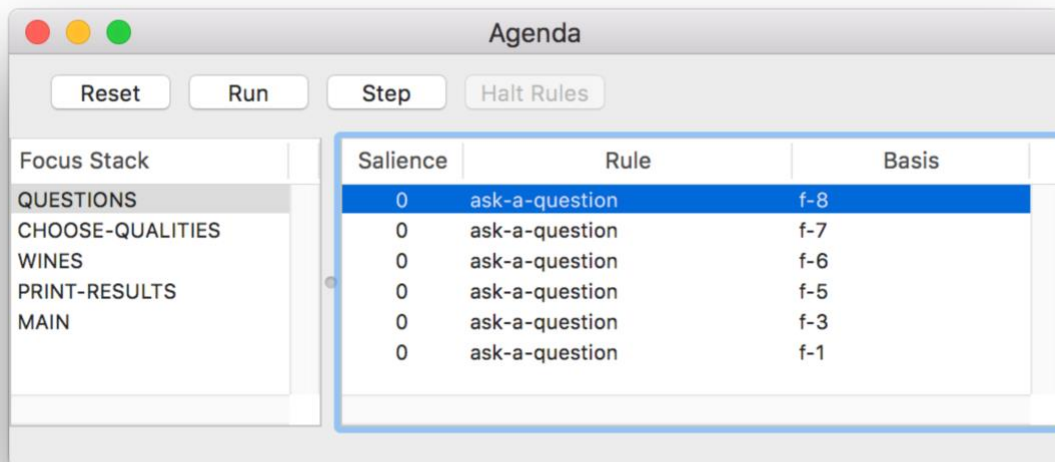 Agenda
Reset Run Step Halt Rules
Focus Stack
QUESTIONS
CHOOSE-QUALITIES
WINES
PRINT-RESULTS
MAIN
Salience Rule Basis
0 ask-a-question f-8
0 ask-a-question f-7
0 ask-a-question f-6
0 ask-a-question f-5
0 ask-a-question f-3
0 ask-a-question f-1